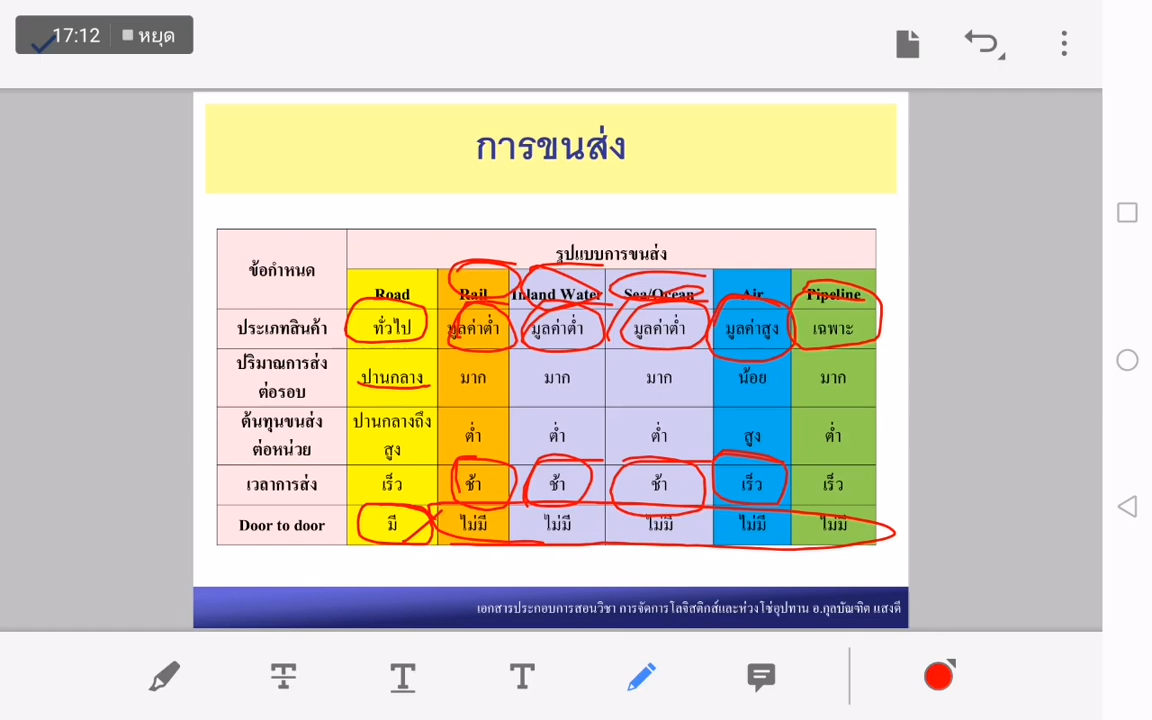 17:12 หยุด
การขนส่ง
ข้อกำหนด รูปแบบการขนส่ง
Road Rail Inland Water Sea/Ocean Air Pipeline
ประเภทสินค้า ทั่วไป มูลค่าต่ำ มูลค่าต่ำ มูลค่าต่ำ มูลค่าสูง เฉพาะ
ปริมาณการส่ง
ต่อรอบ ปานกลาง มาก มาก มาก น้อย มาก
ต้นทุนขนส่ง ปานกลางถึง
ต่อหน่วย สูง ต่ำ ต่ำ ต่ำ สูง ต่ำ
เวลาการส่ง เร็ว ช้า ช้า ช้า เร็ว เร็ว
Door to door มี ไม่มี ไม่มี ไม่มี ไม่มี ไม่มี
เอกสารประกอบการสอนวิชา การจัดการโลจิสติกส์และห่วงโซ่อุปทาน อ.กุลบัณฑิต แสงดี
T T T